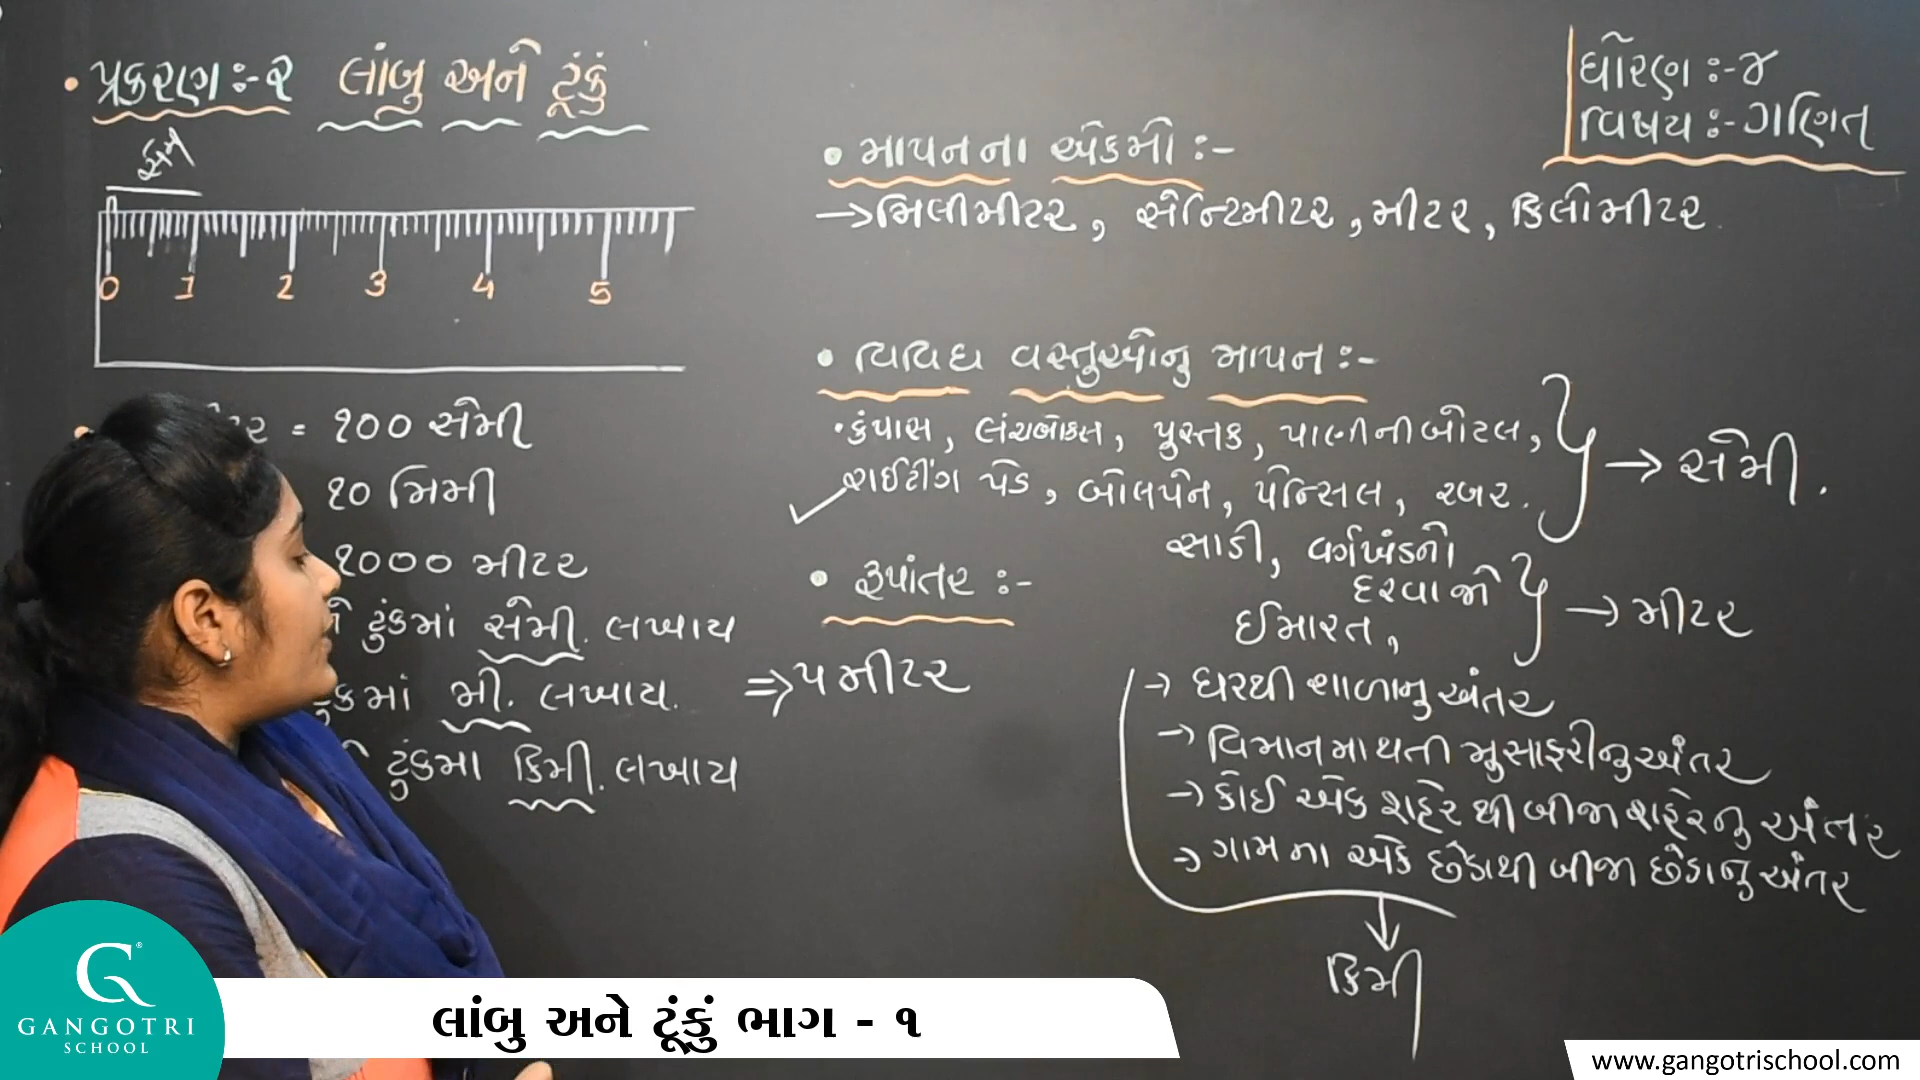 પ્રકરણ :- ૨ લાંબુ અને ટૂંકું
ધોરણ :- ૪
વિષય :- ગણિત
0 1 2 3 4 5
= ૧૦૦ સેમી
૧૦ મિમી
૧૦૦૦ મીટર
ટુંકમાં સેમી. લખાય
મી. લખાય.
ટુંકમા કિમી. લખાય
• માપનના એકમો :-
→ મિલીમીટર, સેન્ટિમીટર, મીટર, કિલોમીટર.
• વિવિધ વસ્તુઓનુ માપન :-
• કંપાસ, લંચબોક્સ, પુસ્તક, પાણીની બોટલ,
રાઈટીંગ પેડ, બોલપેન, પેન્સિલ, રબર. → સેમી.
સાડી, વર્ગખંડનો
દરવાજો
ઈમારત, → મીટર
→ ઘરથી શાળાનુ અંતર
→ વિમાનમા થતી મુસાફરીનુ અંતર
→ કોઈ એક શહેર થી બીજા શહેરનુ અંતર
→ ગામના એક છેડાથી બીજા છેડાનુ અંતર
કિમી
• રૂપાંતર :-
⇒ ૫ મીટર
G
GANGOTRI
SCHOOL
લાંબુ અને ટૂંકું ભાગ - ૧
www.gangotrischool.com